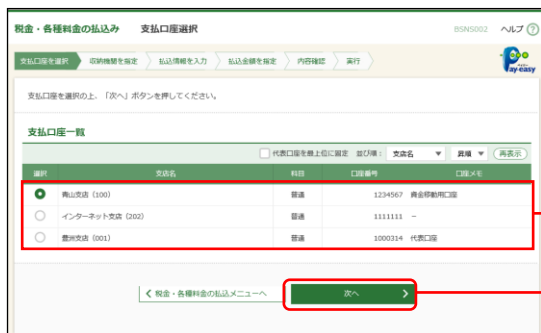 税金・各種料金の払込み 支払口座選択 BSNS002 ヘルプ ?
支払口座を選択 収納機関を指定 払込情報を入力 払込金額を指定 内容確認 実行 Pay-easy
支払口座を選択の上、「次へ」ボタンを押してください。
支払口座一覧
代表口座を最上位に固定 並び順： 支店名 ▼ 昇順 ▼ 再表示
選択 支店名 科目 口座番号 口座メモ
青山支店（100） 普通 1234567 資金移動用口座
インターネット支店（202） 普通 1111111 －
豊洲支店（001） 普通 1000314 代表口座
税金・各種料金の払込メニューへ 次へ